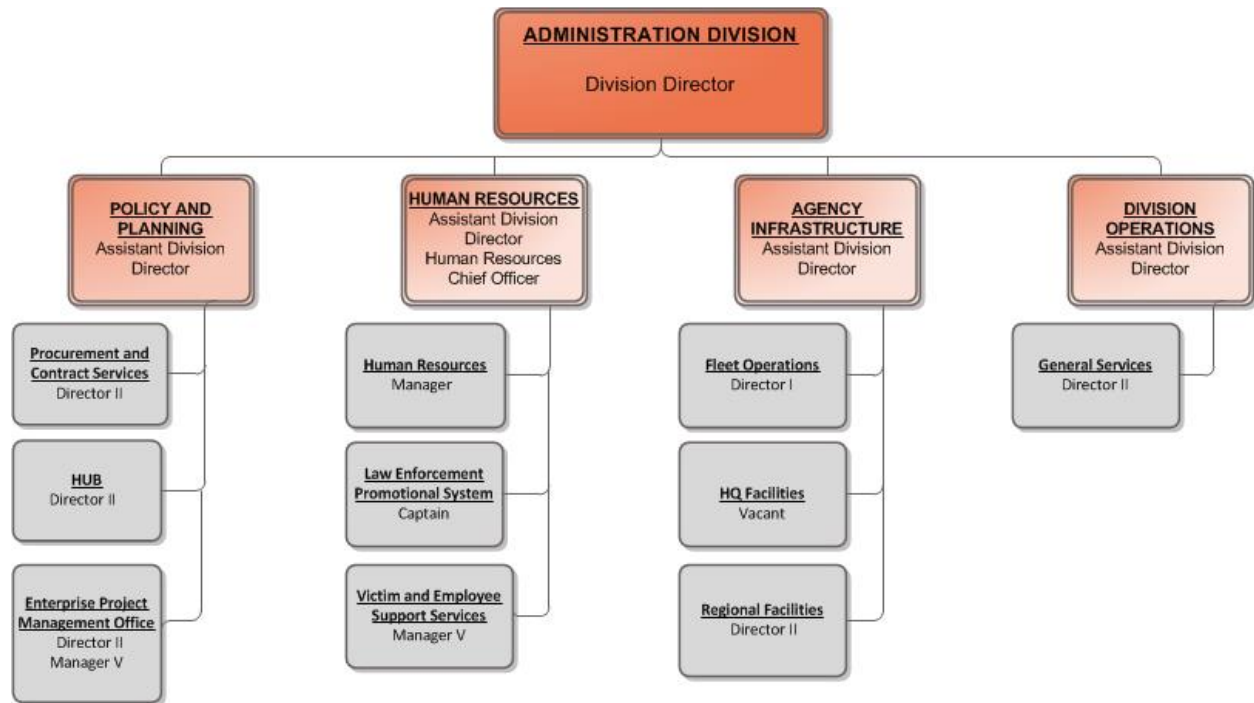 ADMINISTRATION DIVISION
Division Director
POLICY AND
PLANNING
Assistant Division
Director
HUMAN RESOURCES
Assistant Division
Director
Human Resources
Chief Officer
AGENCY
INFRASTRUCTURE
Assistant Division
Director
DIVISION
OPERATIONS
Assistant Division
Director
Procurement and
Contract Services
Director II
HUB
Director II
Enterprise Project
Management Office
Director II
Manager V
Human Resources
Manager
Law Enforcement
Promotional System
Captain
Victim and Employee
Support Services
Manager V
Fleet Operations
Director I
HQ Facilities
Vacant
Regional Facilities
Director II
General Services
Director II